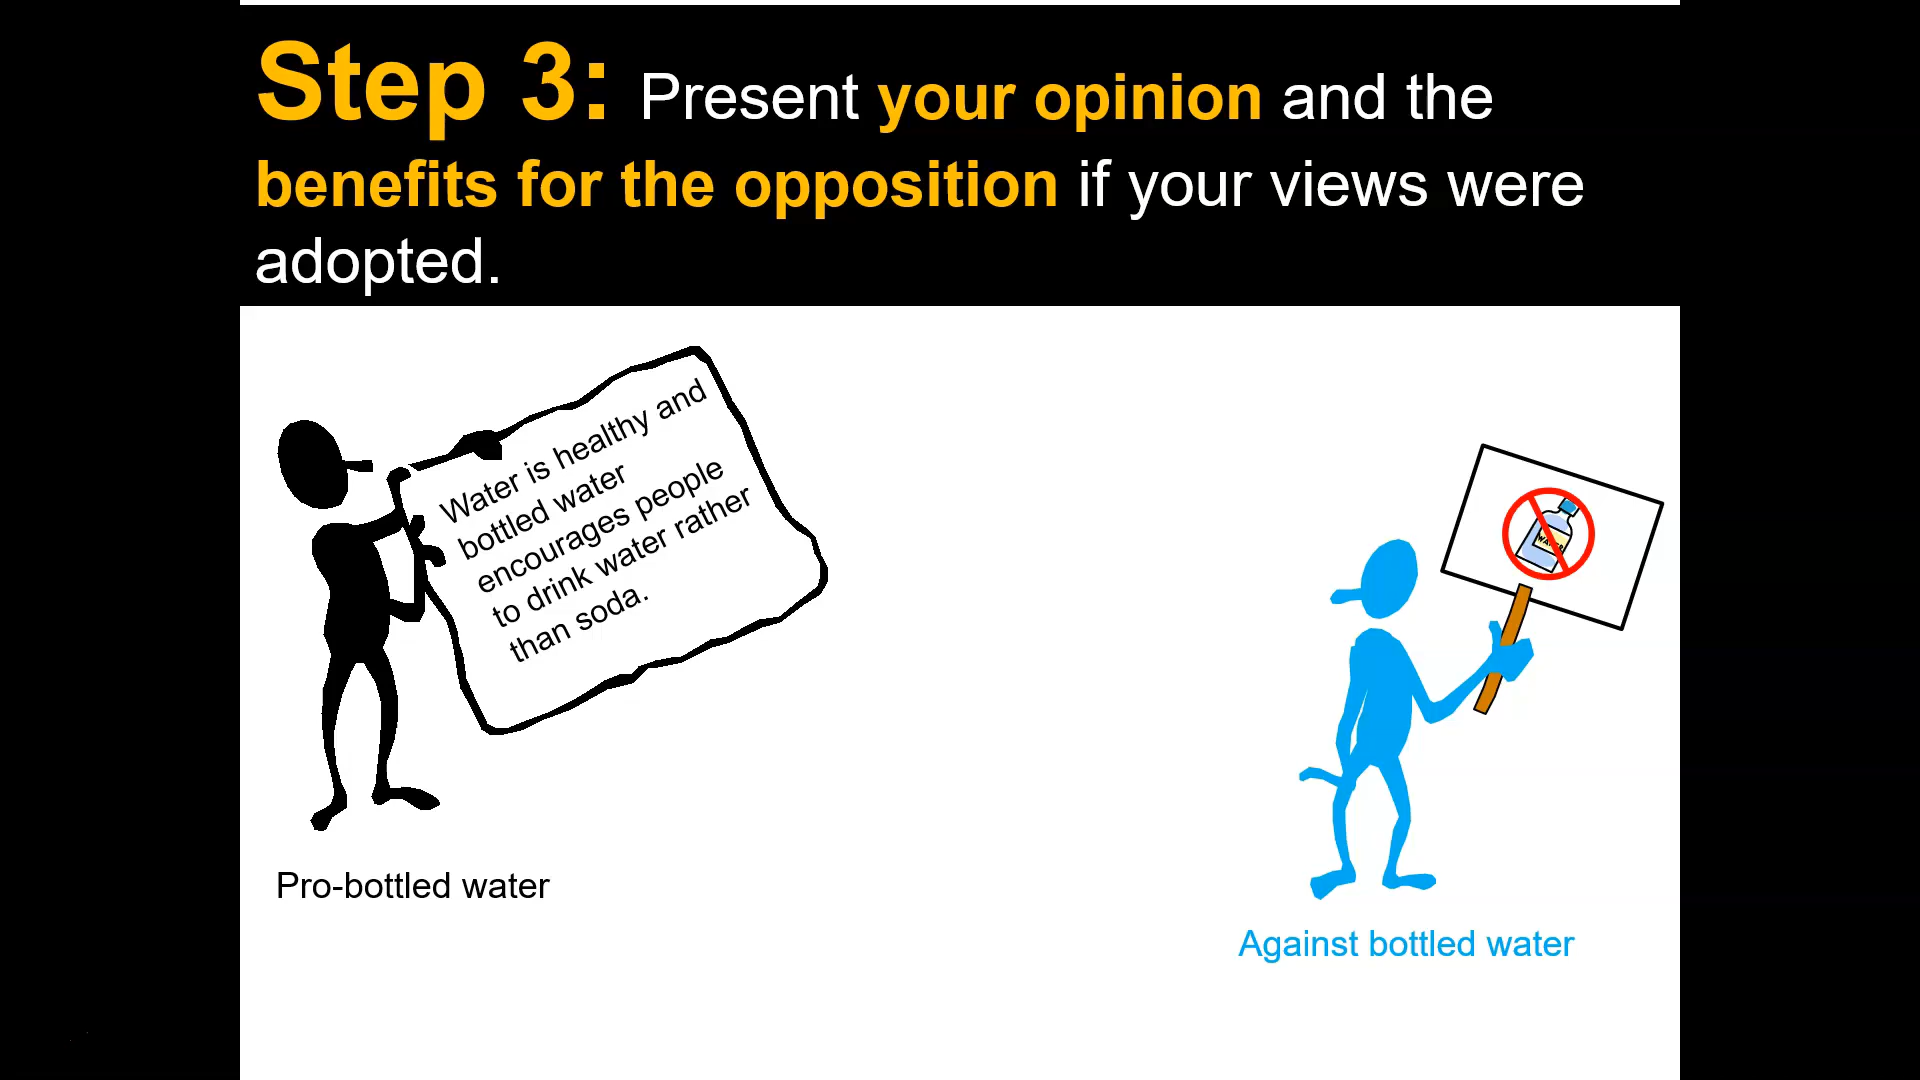 Step 3: Present your opinion and the
benefits for the opposition if your views were
adopted.
Water is healthy and
bottled water
encourages people
to drink water rather
than soda.
WATER
Pro-bottled water
Against bottled water